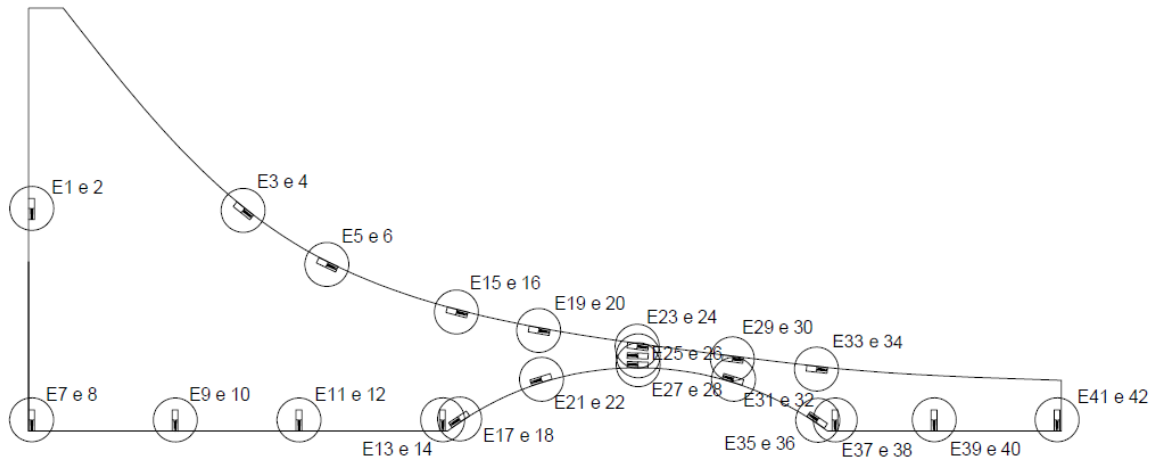 E1 e 2
E3 e 4
E5 e 6
E15 e 16
E19 e 20
E23 e 24
E29 e 30
E25 e 26
E33 e 34
E27 e 28
E21 e 22
E31 e 32
E7 e 8
E9 e 10
E11 e 12
E41 e 42
E17 e 18
E13 e 14
E35 e 36
E37 e 38
E39 e 40